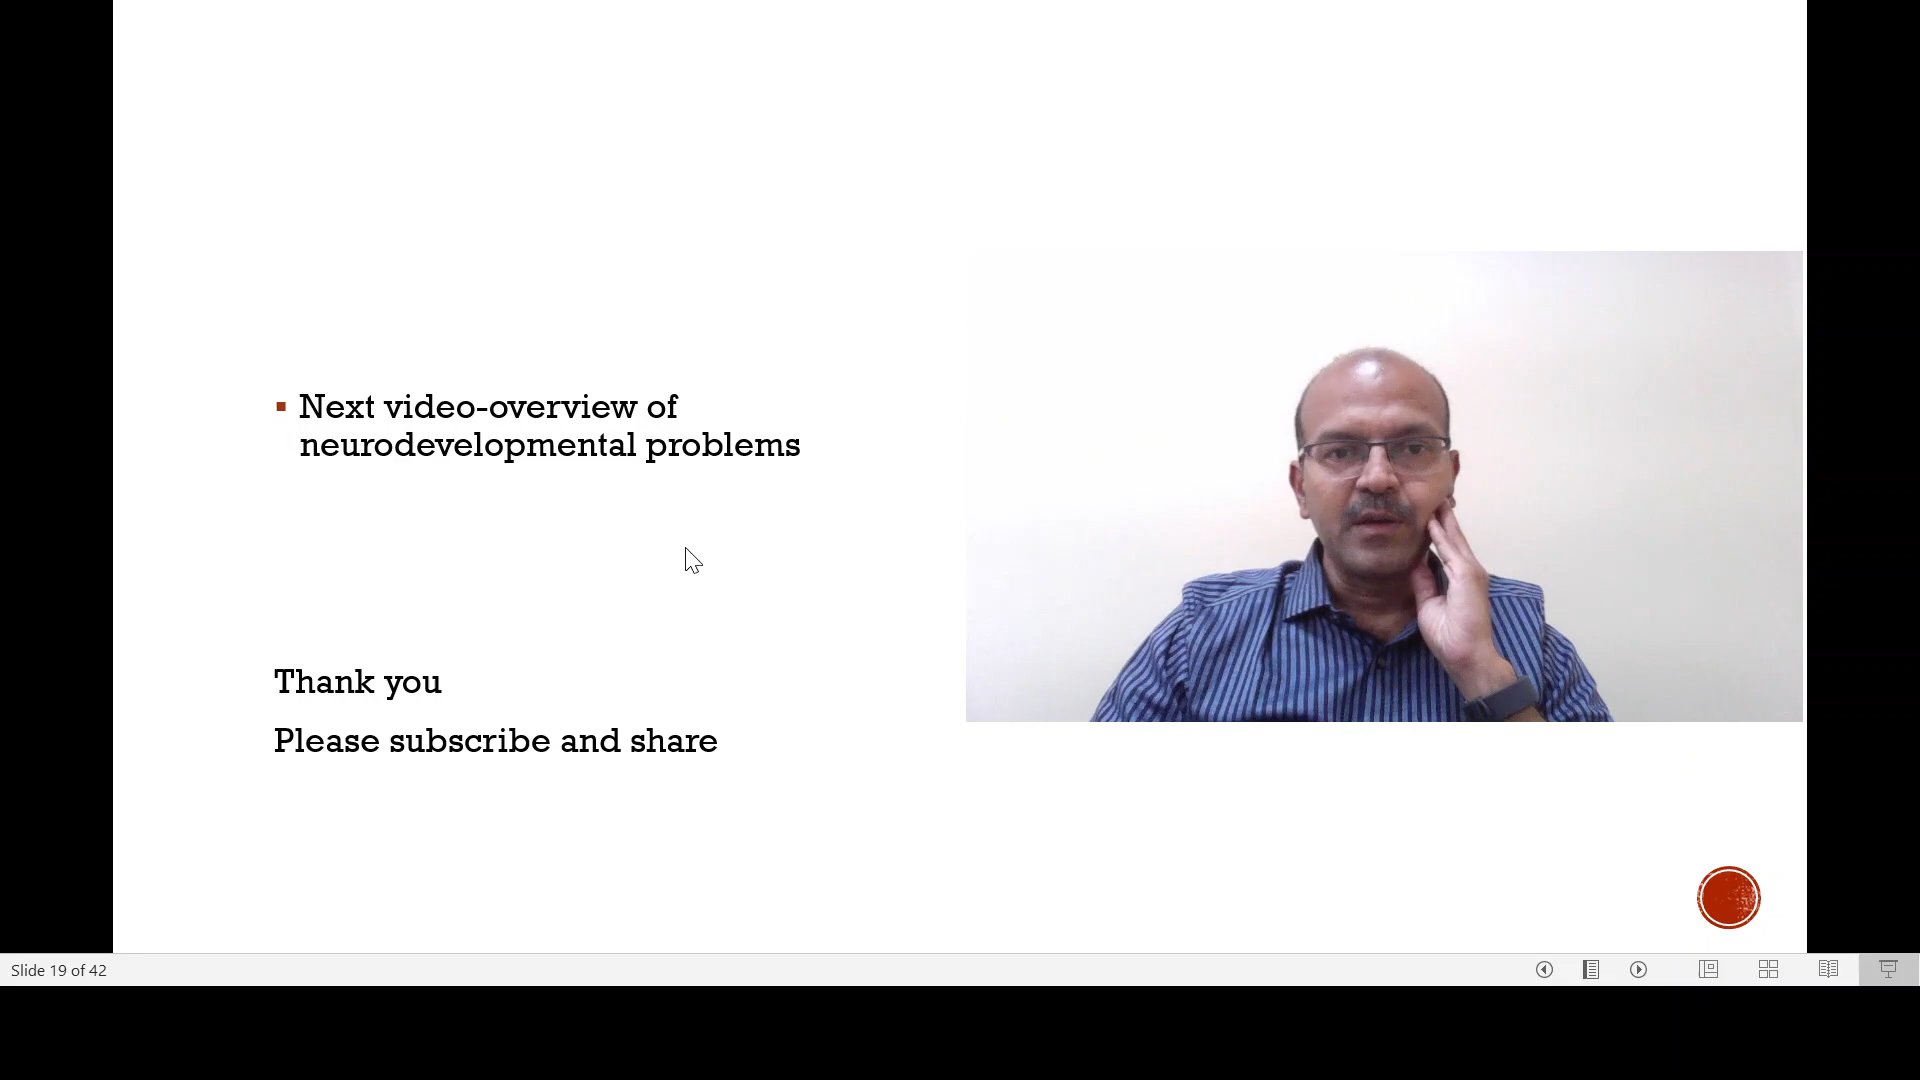 Next video-overview of
neurodevelopmental problems
Thank you
Please subscribe and share
Slide 19 of 42